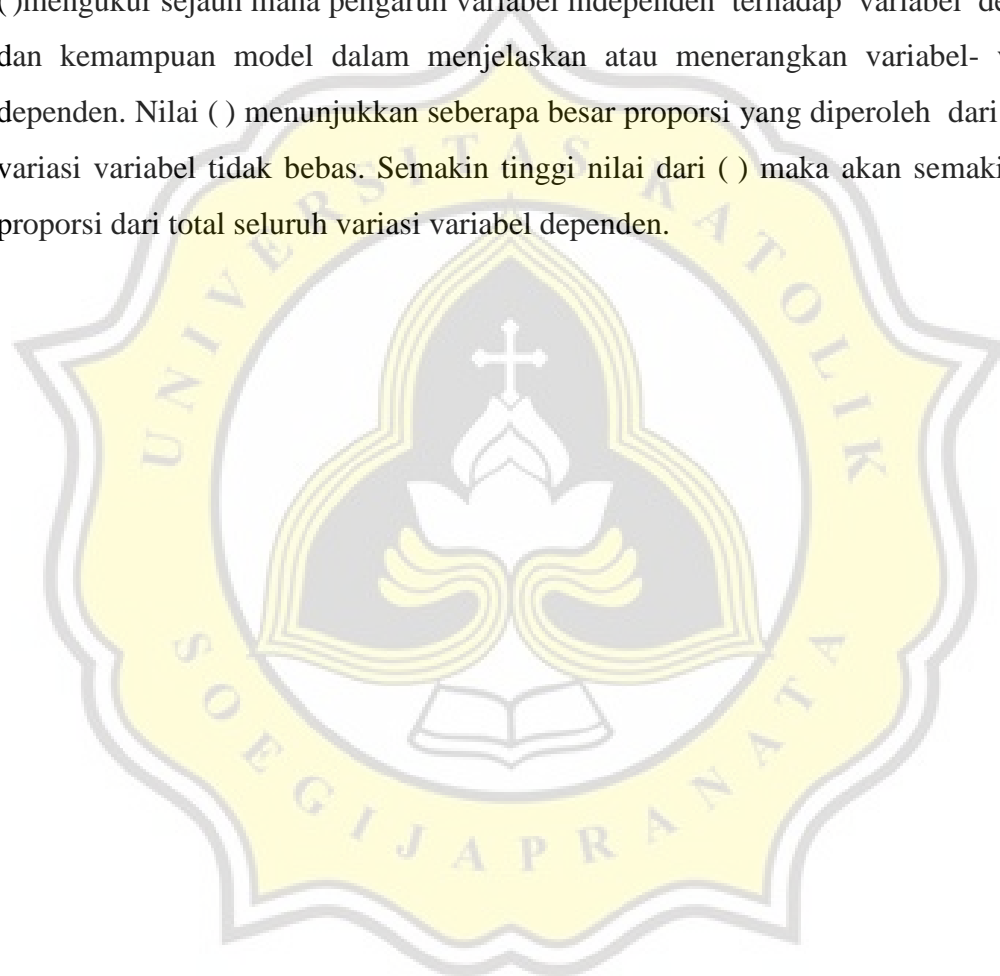 ( )mengukur sejauh mana pengaruh variabel independen terhadap variabel de
dan kemampuan model dalam menjelaskan atau menerangkan variabel- v
dependen. Nilai ( ) menunjukkan seberapa besar proporsi yang diperoleh dari
variasi variabel tidak bebas. Semakin tinggi nilai dari ( ) maka akan semaki
proporsi dari total seluruh variasi variabel dependen.
UNIVERSITAS KATOLIK
SOEGIJAPRANATA